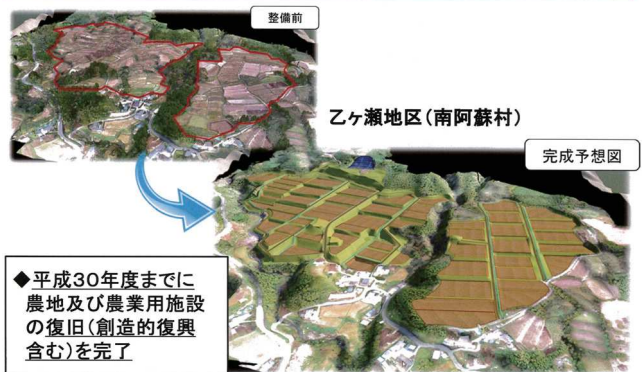 整備前
乙ヶ瀬地区(南阿蘇村)
完成予想図
◆平成30年度までに
農地及び農業用施設
の復旧(創造的復興
含む)を完了